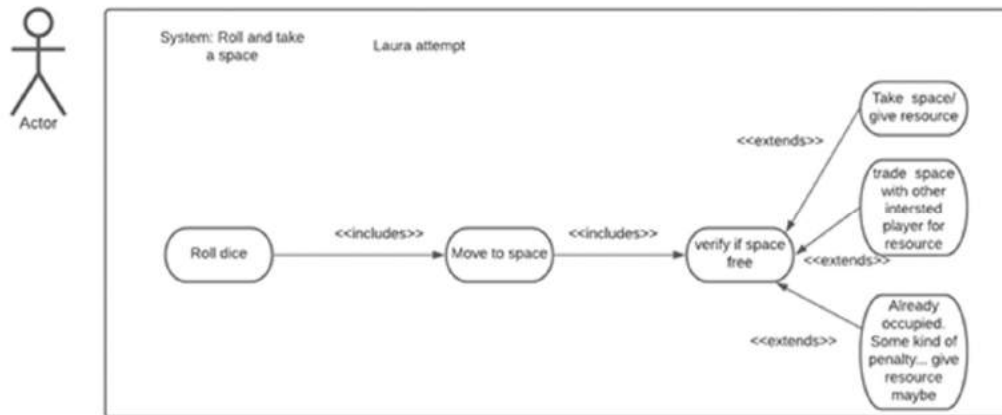 System: Roll and take
a space
Laura attempt
Actor
Take space/
give resource
<<extends>>
trade space
with other
intersted
player for
resource
<<includes>>
<<includes>>
Roll dice
Move to space
verify if space
free
<<extends>>
Already
occupied.
Some kind of
penalty... give
resource
maybe
<<extends>>